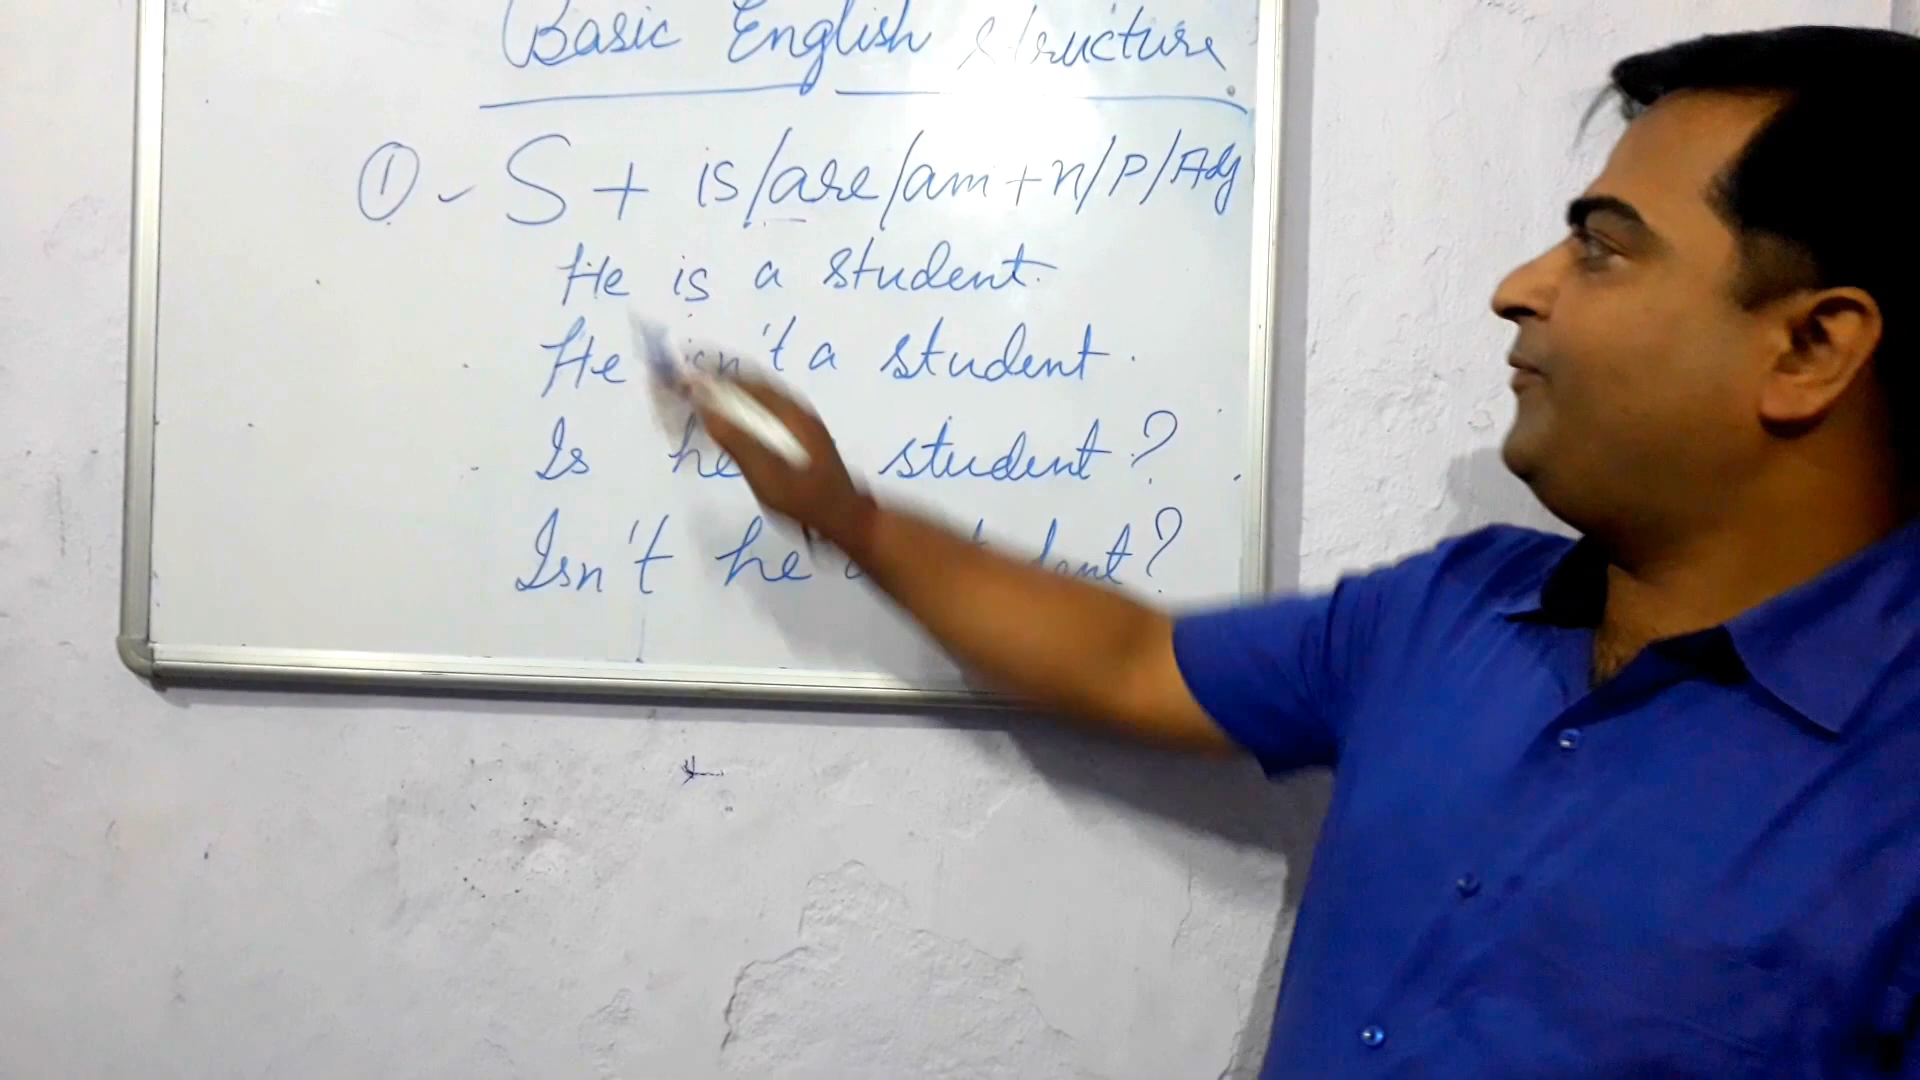 Basic English Structure
① - S + is/are/am + n/P/Adj
He is a student.
He isn't a student.
Is he student?
Isn't he student?